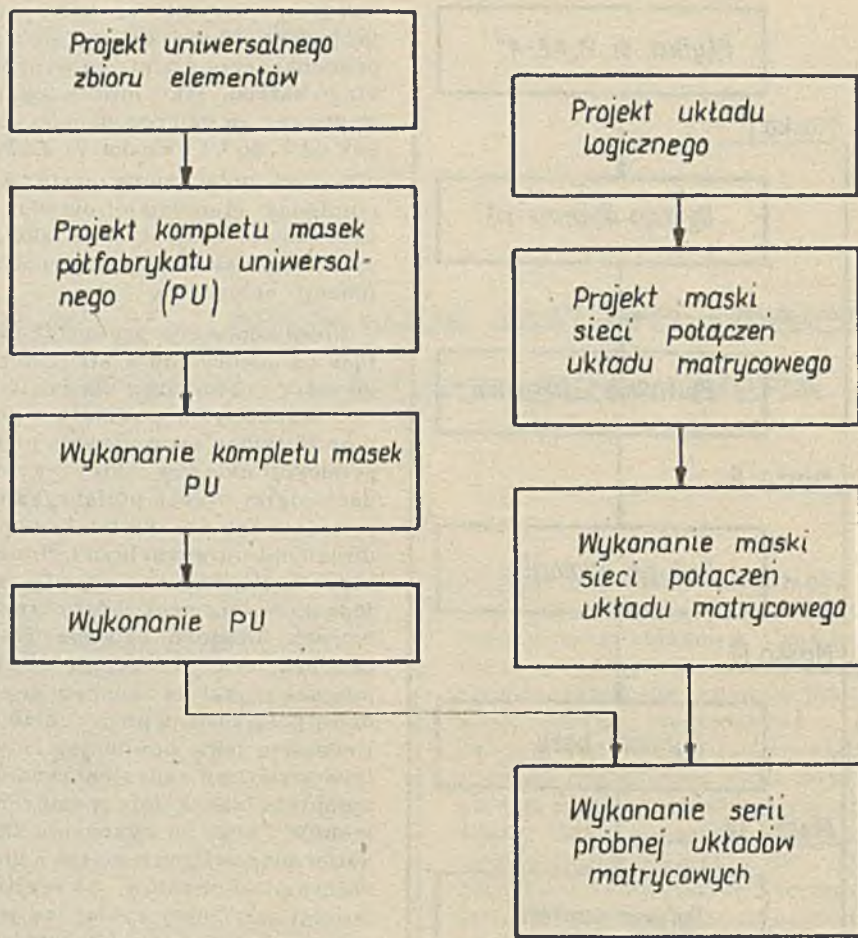 Projekt uniwersalnego
zbioru elementów
Projekt kompletu masek
półfabrykatu uniwersal-
nego (PU)
Wykonanie kompletu masek
PU
Wykonanie PU
Projekt układu
logicznego
Projekt maski
sieci połączeń
układu matrycowego
Wykonanie maski
sieci połączeń
układu matrycowego
Wykonanie serii
próbnej układów
matrycowych